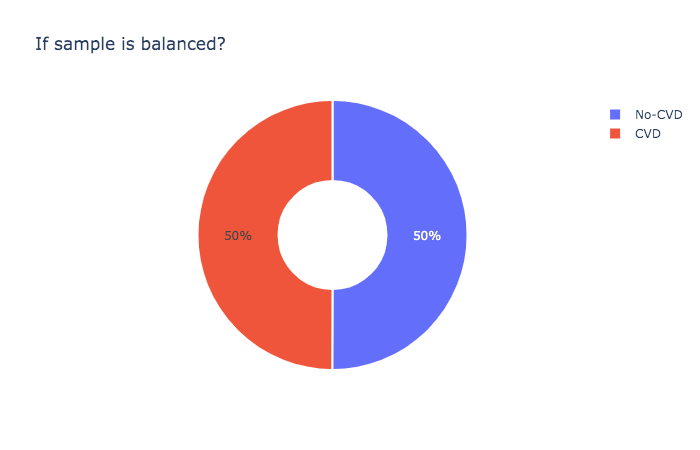 If sample is balanced?
No-CVD
CVD
50%
50%